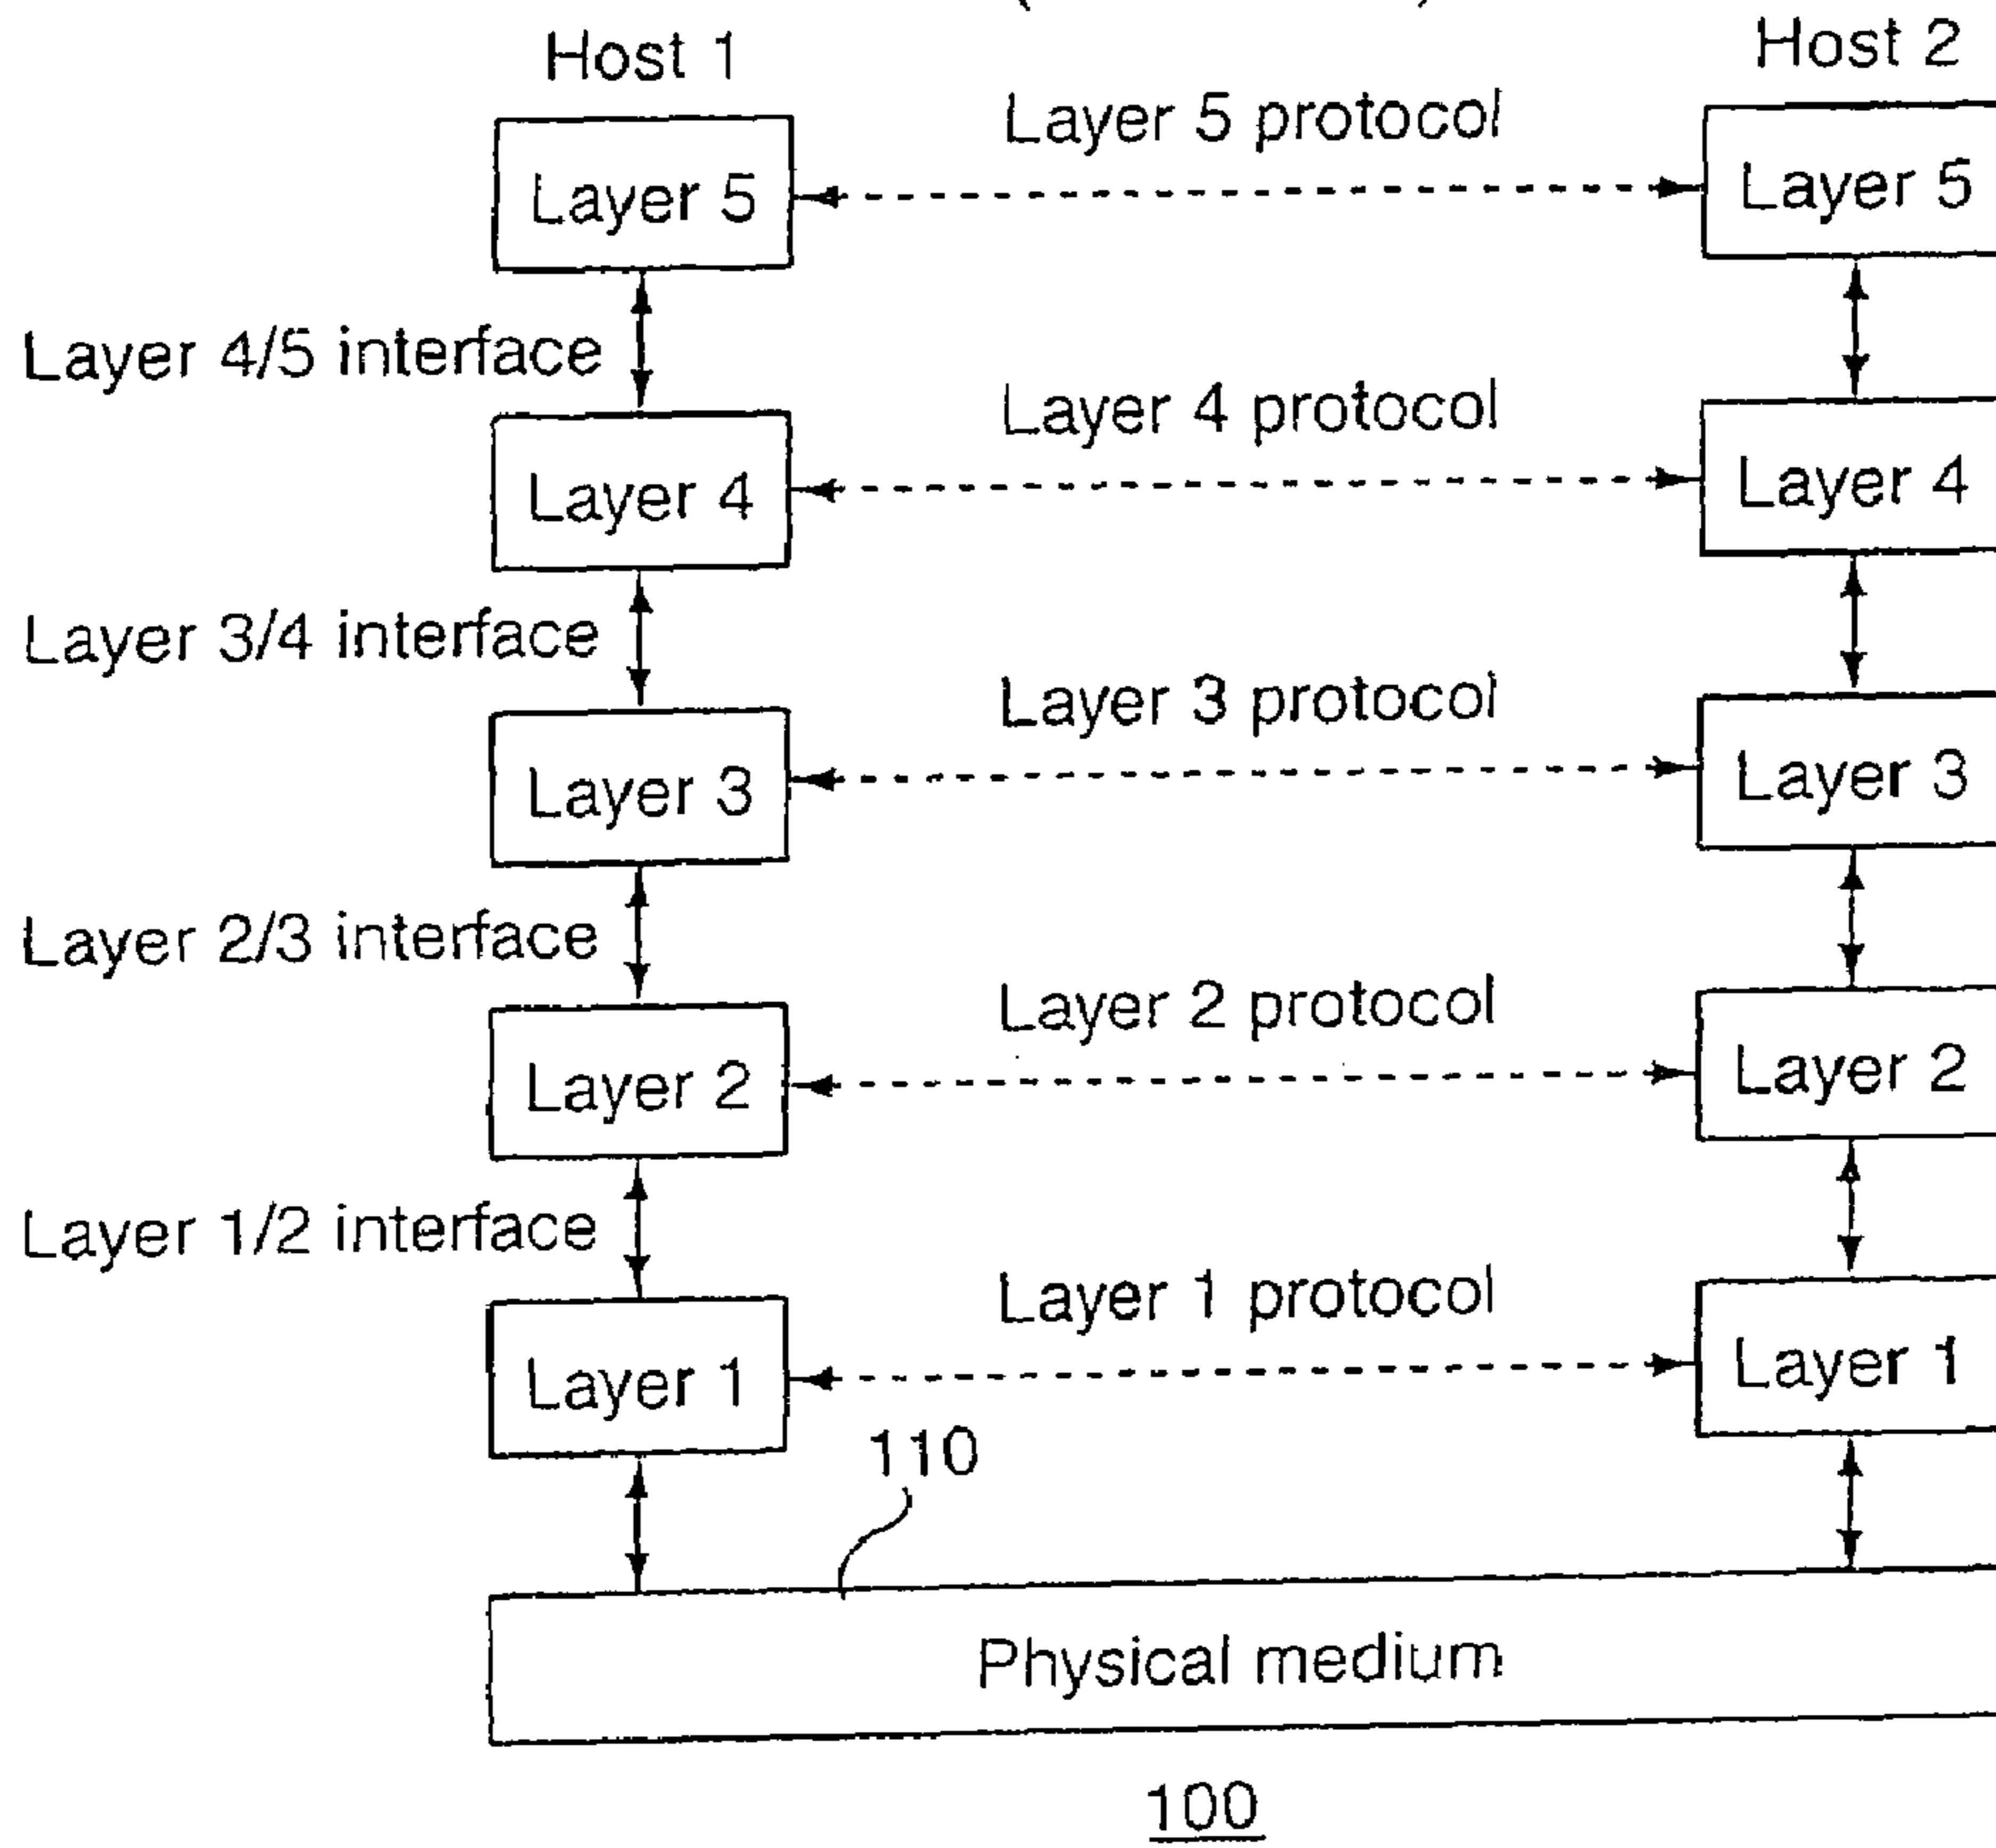 Host 1
Host 2
Layer 5 protocol
Layer 5
Layer 5
Layer 4/5 interface
Layer 4 protocol
Layer 4
Layer 4
Layer 3/4 interface
Layer 3 protocol
Layer 3
Layer 3
Layer 2/3 interface
Layer 2 protocol
Layer 2
Layer 2
Layer 1/2 interface
Layer 1 protocol
Layer 1
Layer 1
110
Physical medium
100